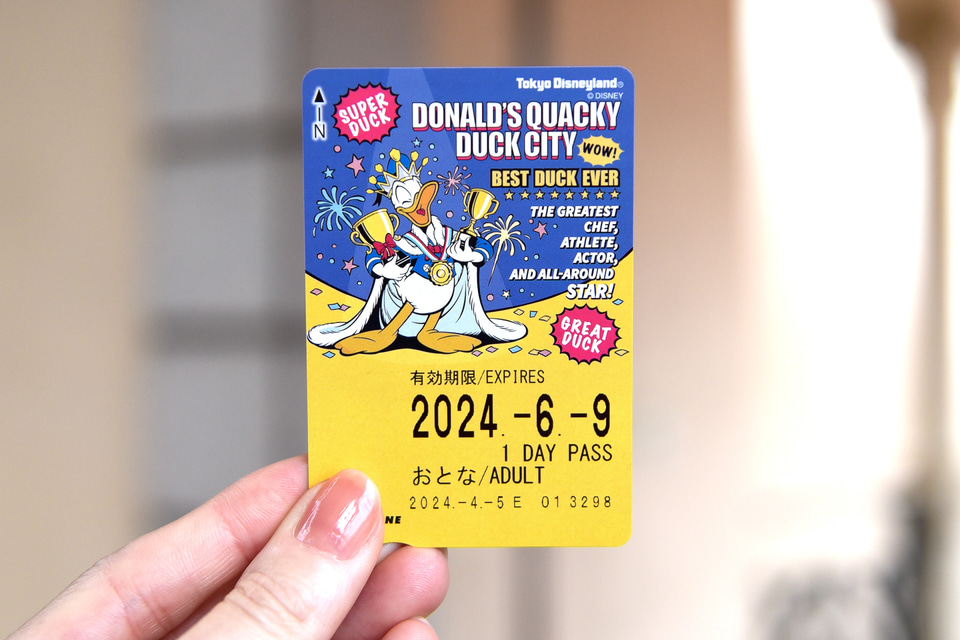 IN
SUPER
DUCK
Tokyo Disneyland®
© DISNEY
DONALD'S QUACKY
DUCK CITY
WOW!
BEST DUCK EVER
THE GREATEST
CHEF,
ATHLETE,
ACTOR,
AND ALL-AROUND
STAR!
GREAT
DUCK
有効期限/EXPIRES
2024.-6.-9
1 DAY PASS
おとな/ADULT
2024.-4.-5 E 01 3298